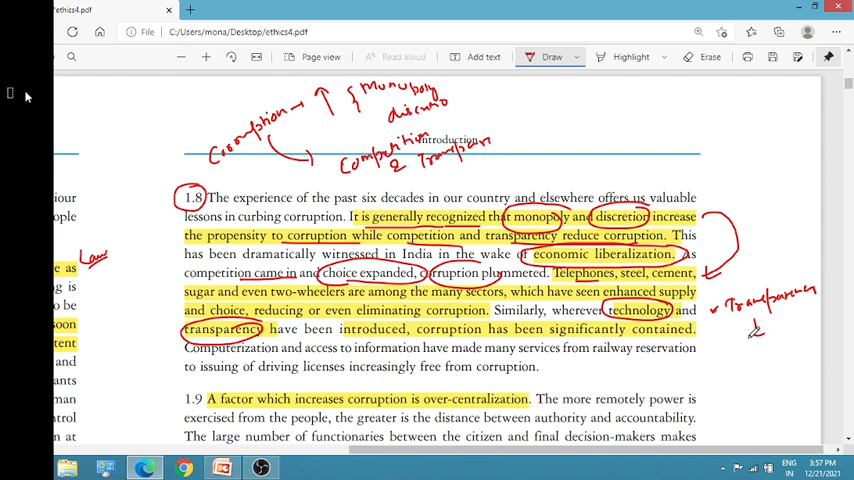 ethics4.pdf
File
C:/Users/mona/Desktop/ethics4.pdf
Page view
Read aloud
Add text
Draw
Highlight
Erase
Monopoly
Corruption
Competition
& Transparen
Introduction
1.8 The experience of the past six decades in our country and elsewhere offers us valuable
lessons in curbing corruption. It is generally recognized that monopoly and discretion increase
the propensity to corruption while competition and transparency reduce corruption. This
has been dramatically witnessed in India in the wake of economic liberalization. As
competition came in and choice expanded, corruption plummeted. Telephones, steel, cement,
sugar and even two-wheelers are among the many sectors, which have seen enhanced supply
and choice, reducing or even eliminating corruption. Similarly, wherever technology and
transparency have been introduced, corruption has been significantly contained.
Computerization and access to information have made many services from railway reservation
to issuing of driving licenses increasingly free from corruption.
1.9 A factor which increases corruption is over-centralization. The more remotely power is
exercised from the people, the greater is the distance between authority and accountability.
The large number of functionaries between the citizen and final decision-makers makes
our
ople
Law
e as
ng is
o be
soon
tent
and
tants
man
ntrol
n at
Transparency
ENG
IN
3:57 PM
12/21/2021